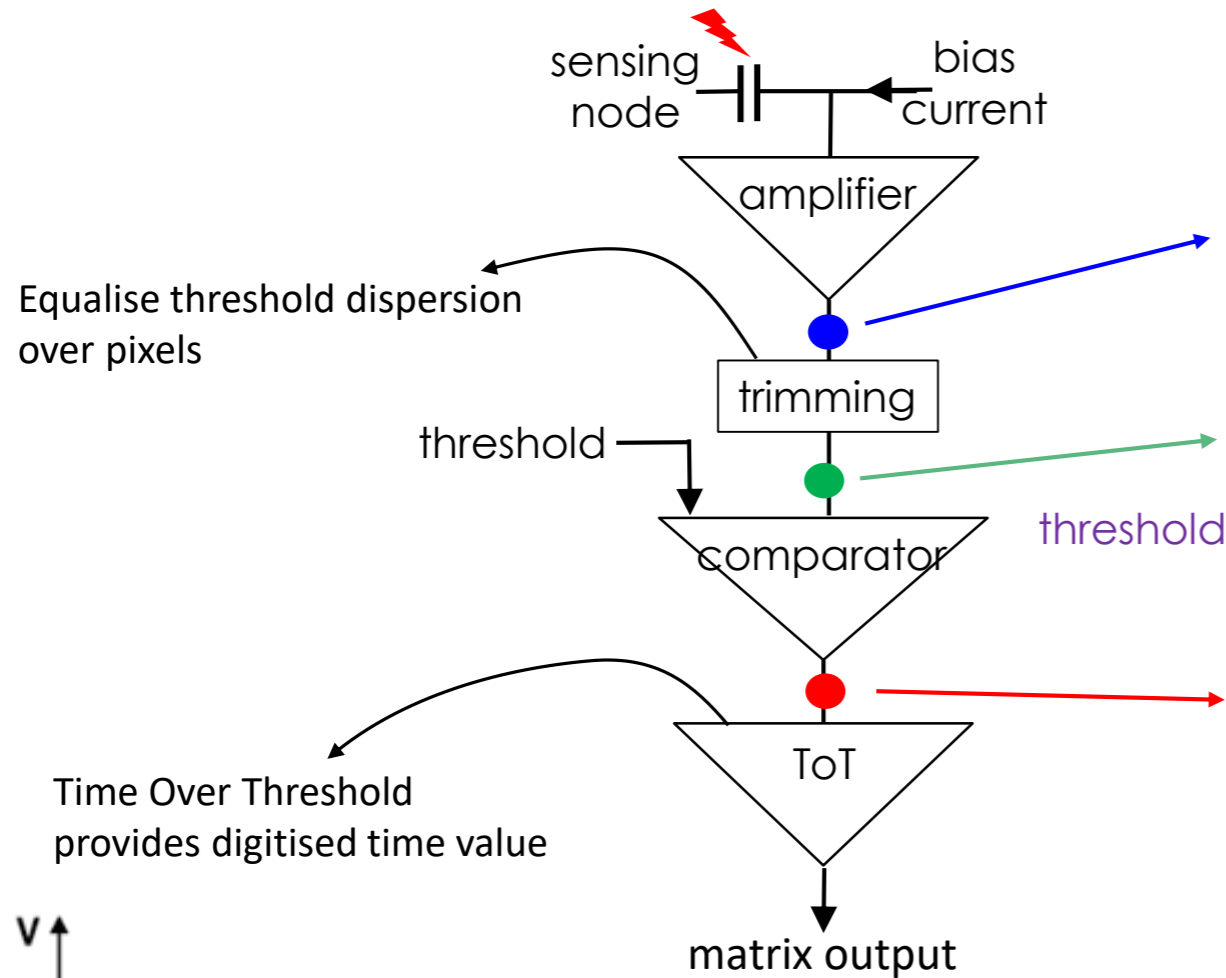 sensing
node
bias
current
amplifier
Equalise threshold dispersion
over pixels
trimming
threshold
threshold
comparator
ToT
Time Over Threshold
provides digitised time value
V
matrix output